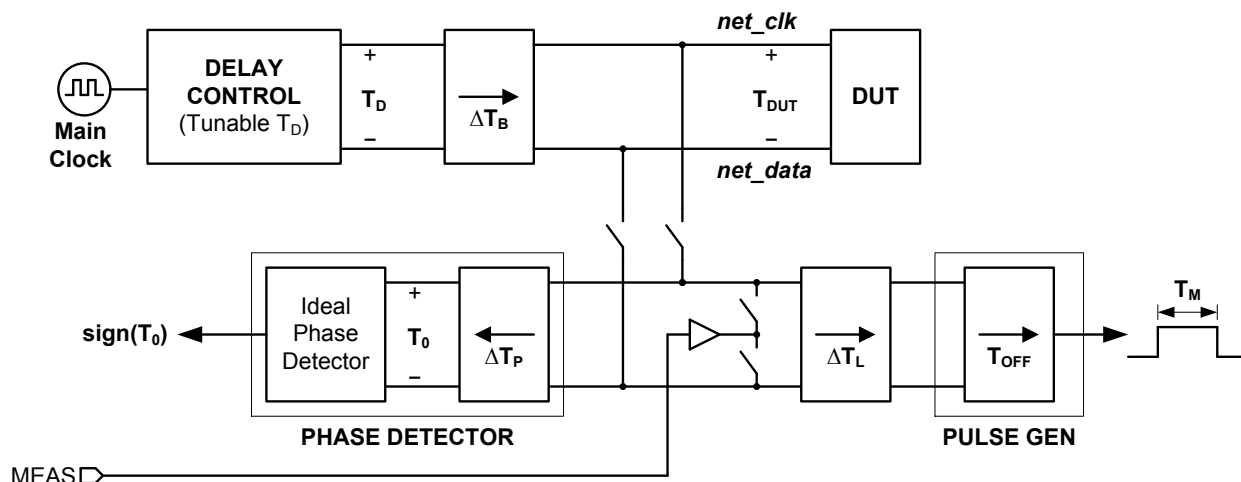 net_clk
DELAY
CONTROL
(Tunable T_D)
Main
Clock
+
T_D
−
ΔT_B
+
T_DUT
−
DUT
net_data
sign(T_0)
Ideal
Phase
Detector
+
T_0
−
ΔT_P
ΔT_L
T_OFF
T_M
PHASE DETECTOR
PULSE GEN
MEAS